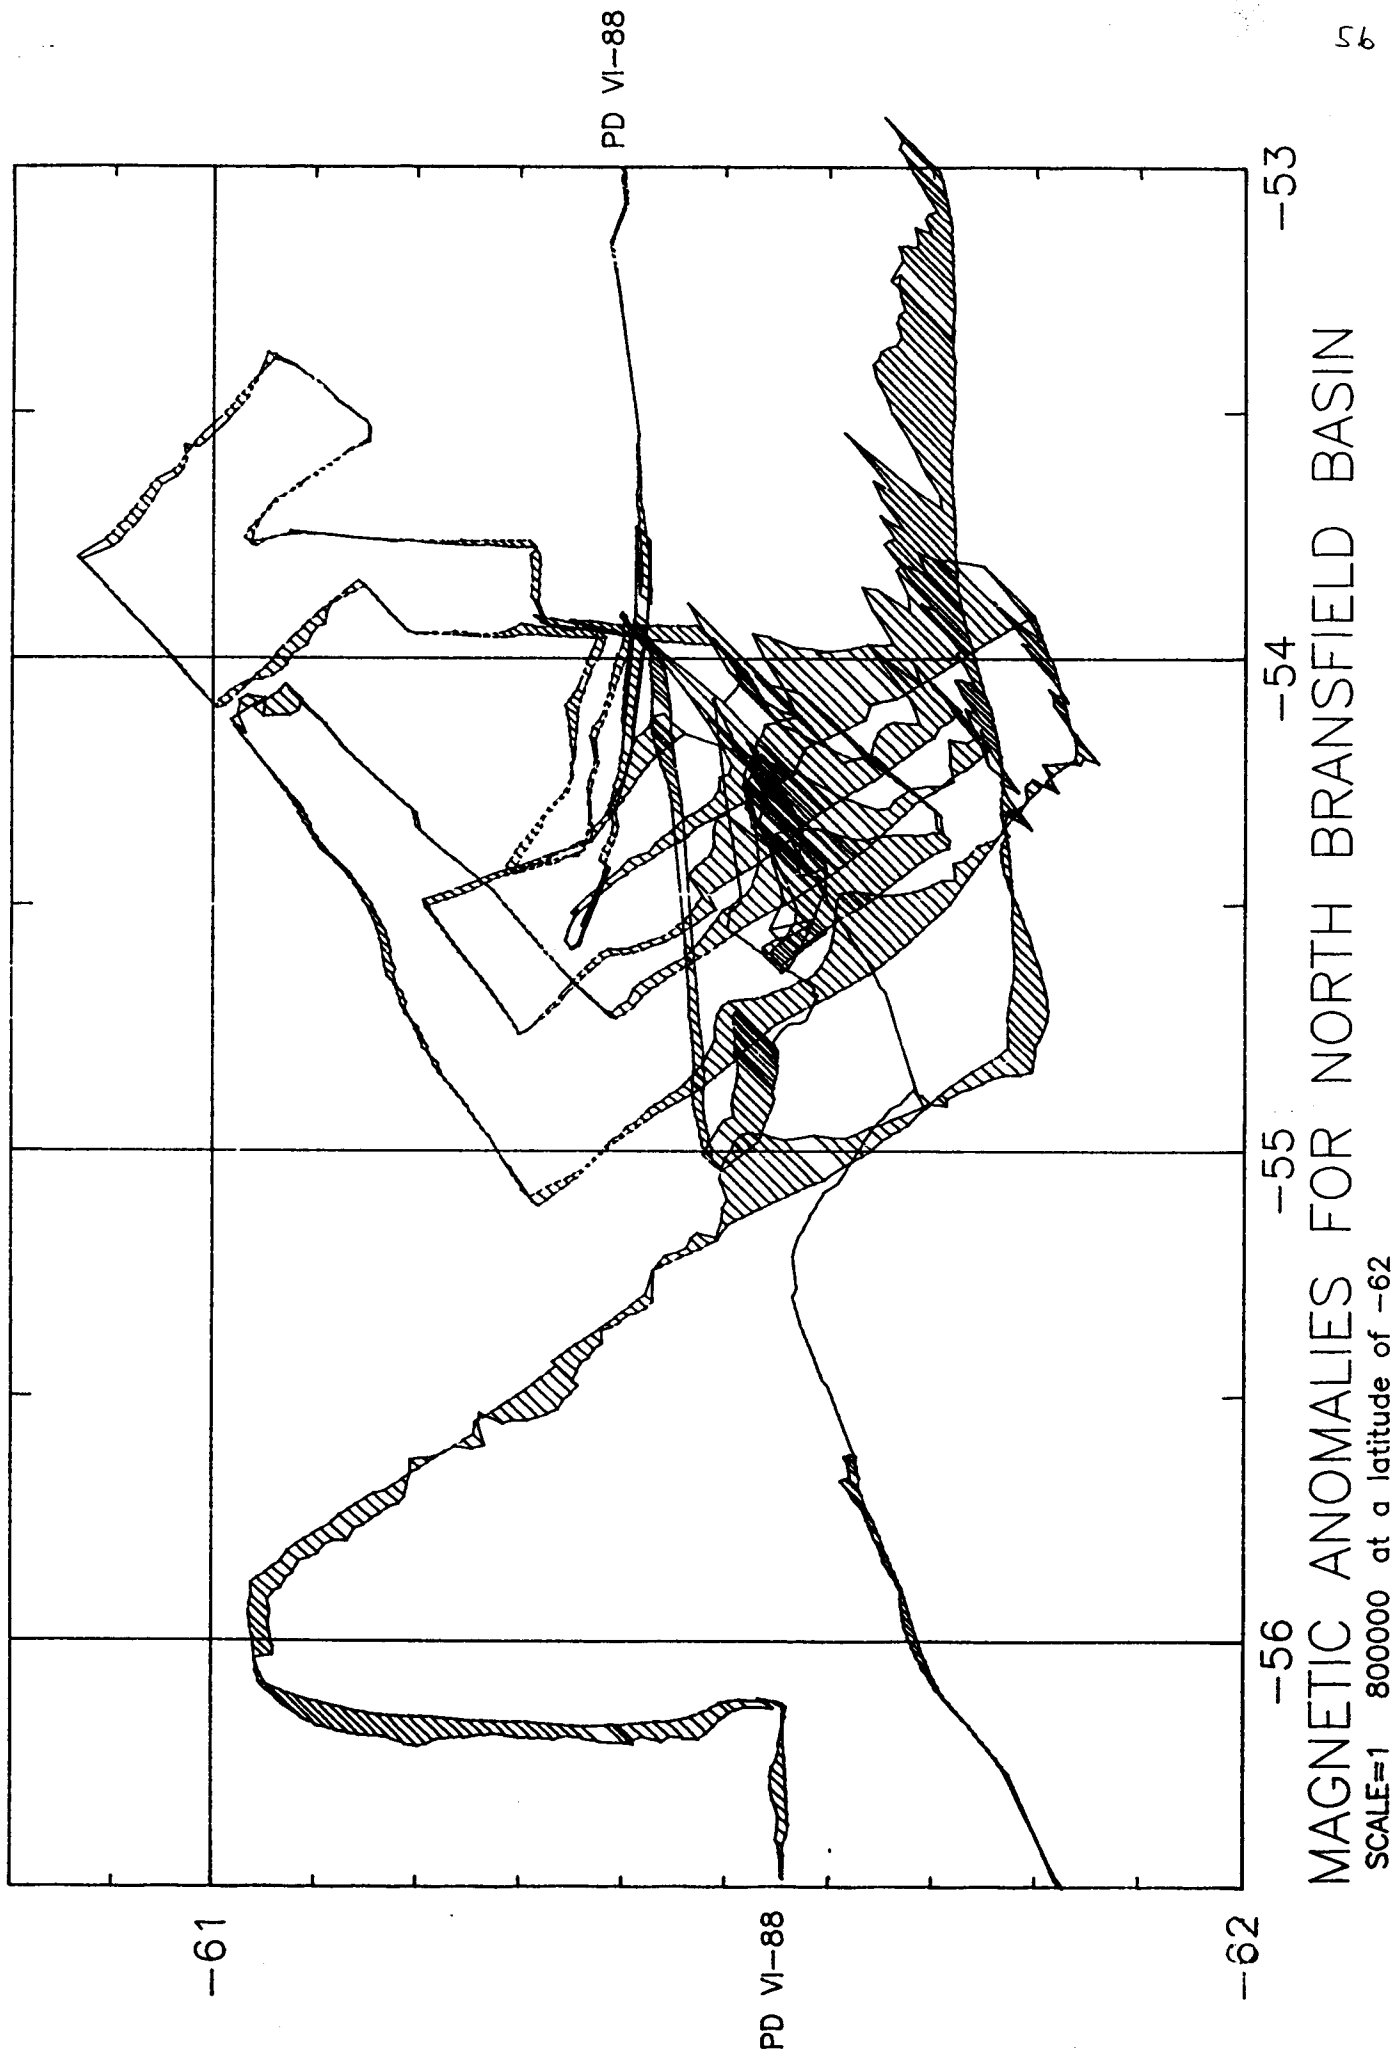 56
PD VI-88
-61
PD VI-88
-62
-56
-55
-54
-53
MAGNETIC ANOMALIES FOR NORTH BRANSFIELD BASIN
SCALE=1 800000 at a latitude of -62